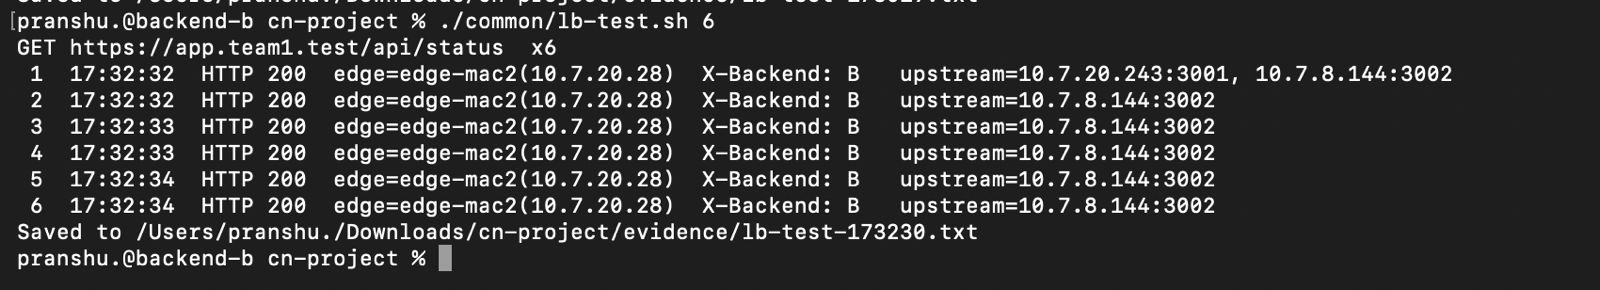 [pranshu.@backend-b cn-project % ./common/lb-test.sh 6
GET https://app.team1.test/api/status  x6
 1  17:32:32  HTTP 200  edge=edge-mac2(10.7.20.28)  X-Backend: B   upstream=10.7.20.243:3001, 10.7.8.144:3002
 2  17:32:32  HTTP 200  edge=edge-mac2(10.7.20.28)  X-Backend: B   upstream=10.7.8.144:3002
 3  17:32:33  HTTP 200  edge=edge-mac2(10.7.20.28)  X-Backend: B   upstream=10.7.8.144:3002
 4  17:32:33  HTTP 200  edge=edge-mac2(10.7.20.28)  X-Backend: B   upstream=10.7.8.144:3002
 5  17:32:34  HTTP 200  edge=edge-mac2(10.7.20.28)  X-Backend: B   upstream=10.7.8.144:3002
 6  17:32:34  HTTP 200  edge=edge-mac2(10.7.20.28)  X-Backend: B   upstream=10.7.8.144:3002
Saved to /Users/pranshu./Downloads/cn-project/evidence/lb-test-173230.txt
pranshu.@backend-b cn-project %